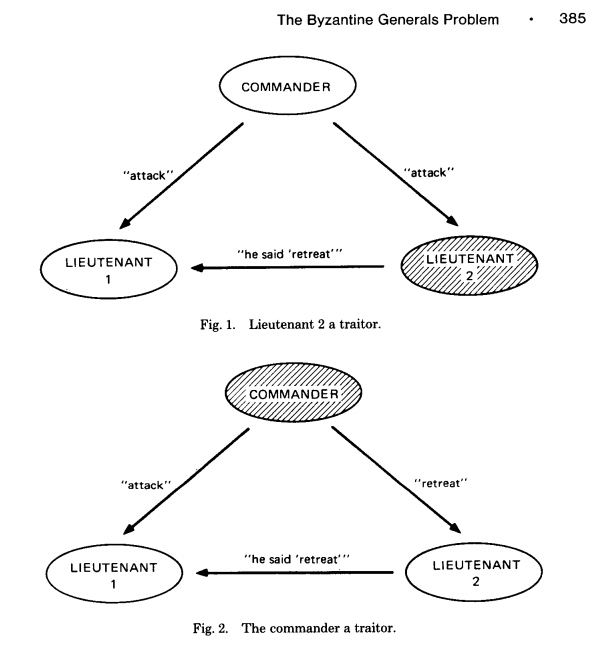 The Byzantine Generals Problem · 385
COMMANDER
"attack"
"attack"
LIEUTENANT
1
"he said 'retreat'"
LIEUTENANT
2
Fig. 1. Lieutenant 2 a traitor.
COMMANDER
"attack"
"retreat"
LIEUTENANT
1
"he said 'retreat'"
LIEUTENANT
2
Fig. 2. The commander a traitor.